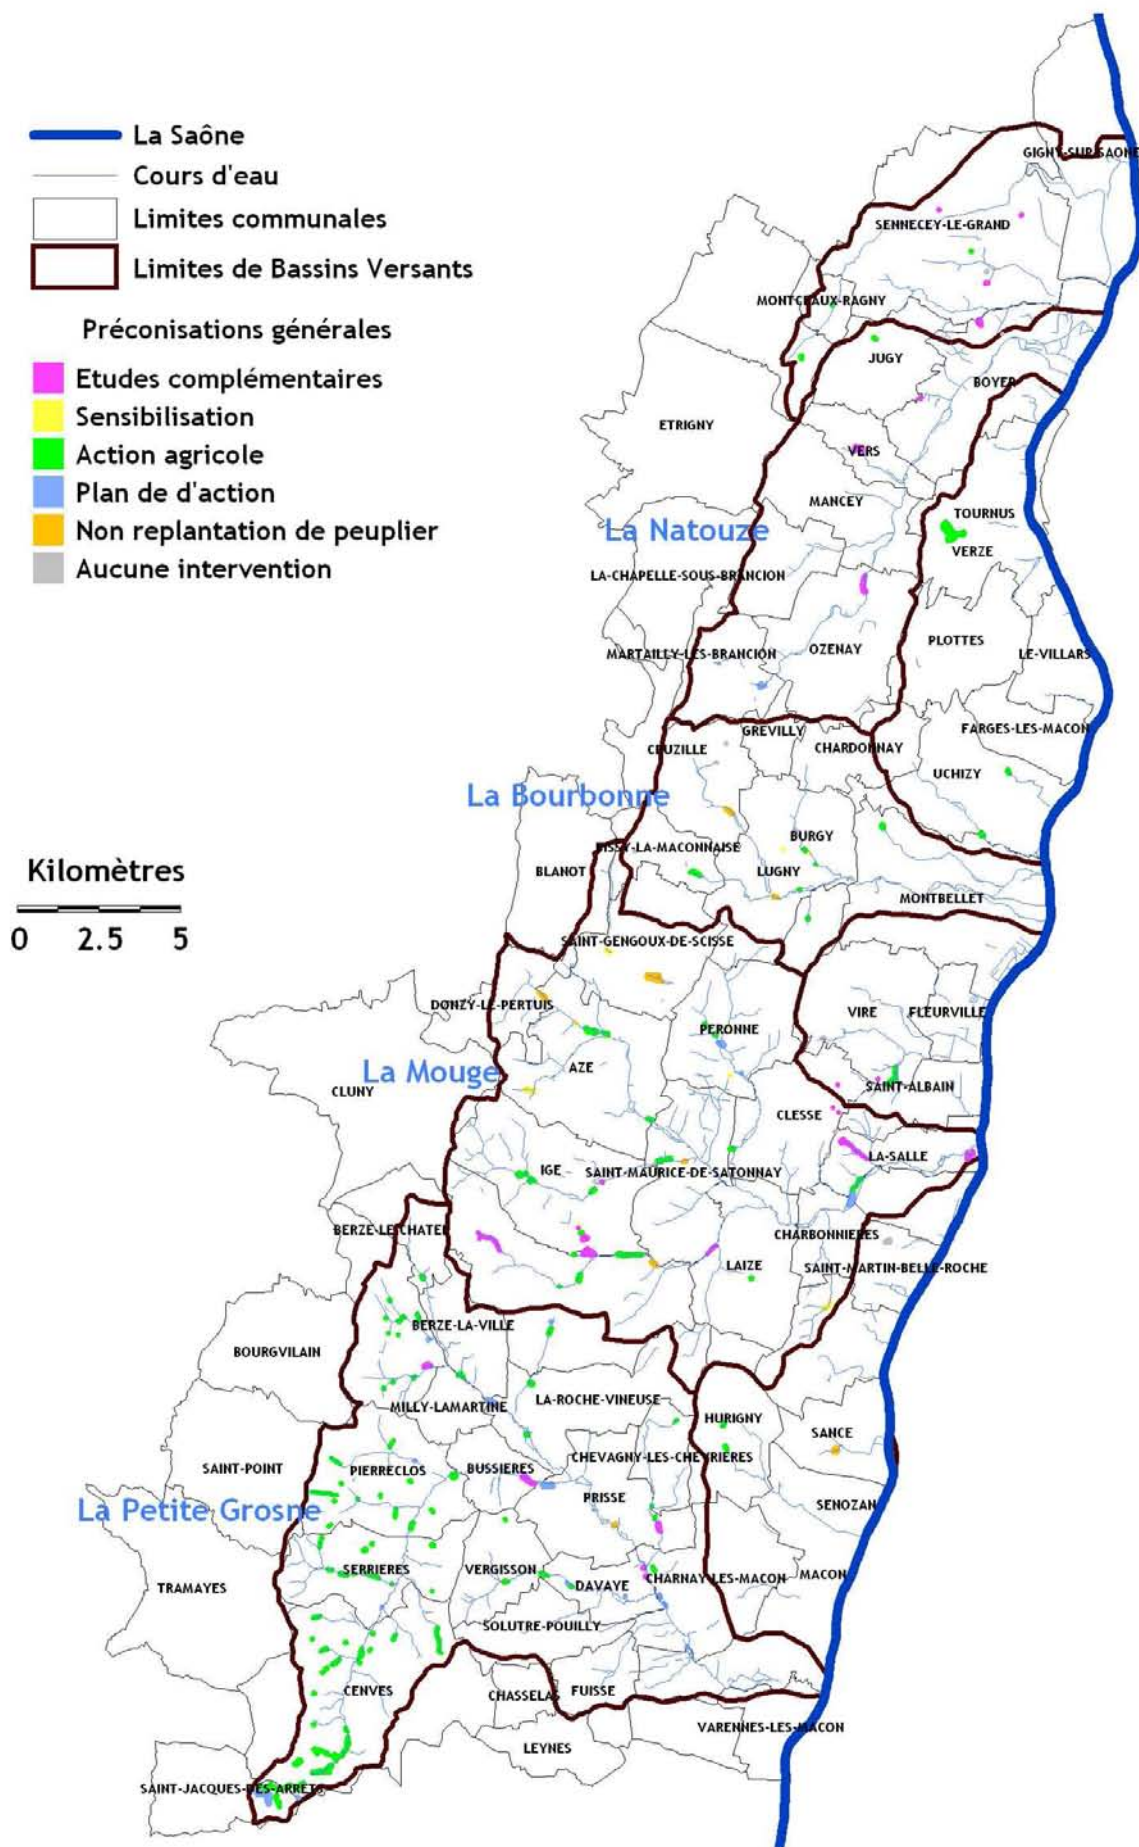 La Saône
Cours d'eau
Limites communales
Limites de Bassins Versants
Préconisations générales
Etudes complémentaires
Sensibilisation
Action agricole
Plan de d'action
Non replantation de peuplier
Aucune intervention
Kilomètres
0 2.5 5
GIGNY-SUR-SAONE
SENNECEY-LE-GRAND
MONTCEAUX-RAGNY
JUGY
BOYER
ETRIGNY
VERS
MANCEY
TOURNUS
La Natouze
VERZE
LA-CHAPELLE-SOUS-BRANCION
PLOTTES
OZENAY
MARTAILLY-LES-BRANCION
LE-VILLARS
FARGES-LES-MACON
GREVILLY
CRUZILLE
CHARDONNAY
UCHIZY
La Bourbonne
BURGY
BISSY-LA-MACONNAISE
BLANOT
LUGNY
MONTBELLET
SAINT-GENGOUX-DE-SCISSE
DONZY-LE-PERTUIS
VIRE
FLEURVILLE
PERONNE
AZE
La Mouge
SAINT-ALBAIN
CLUNY
CLESSE
LA-SALLE
IGE
SAINT-MAURICE-DE-SATONNAY
BERZE-LE-CHATEL
CHARBONNIERES
LAIZE
SAINT-MARTIN-BELLE-ROCHE
BERZE-LA-VILLE
BOURGVILAIN
LA-ROCHE-VINEUSE
MILLY-LAMARTINE
HURIGNY
SANCE
CHEVAGNY-LES-CHEVRIERES
SAINT-POINT
PIERRECLOS
BUSSIERES
PRISSE
SENOZAN
La Petite Grosne
SERRIERES
VERGISSON
CHARNAY-LES-MACON
MACON
TRAMAYES
DAVAYE
SOLUTRE-POUILLY
CENVES
CHASSELAS
FUISSE
VARENNES-LES-MACON
LEYNES
SAINT-JACQUES-DES-ARRETS